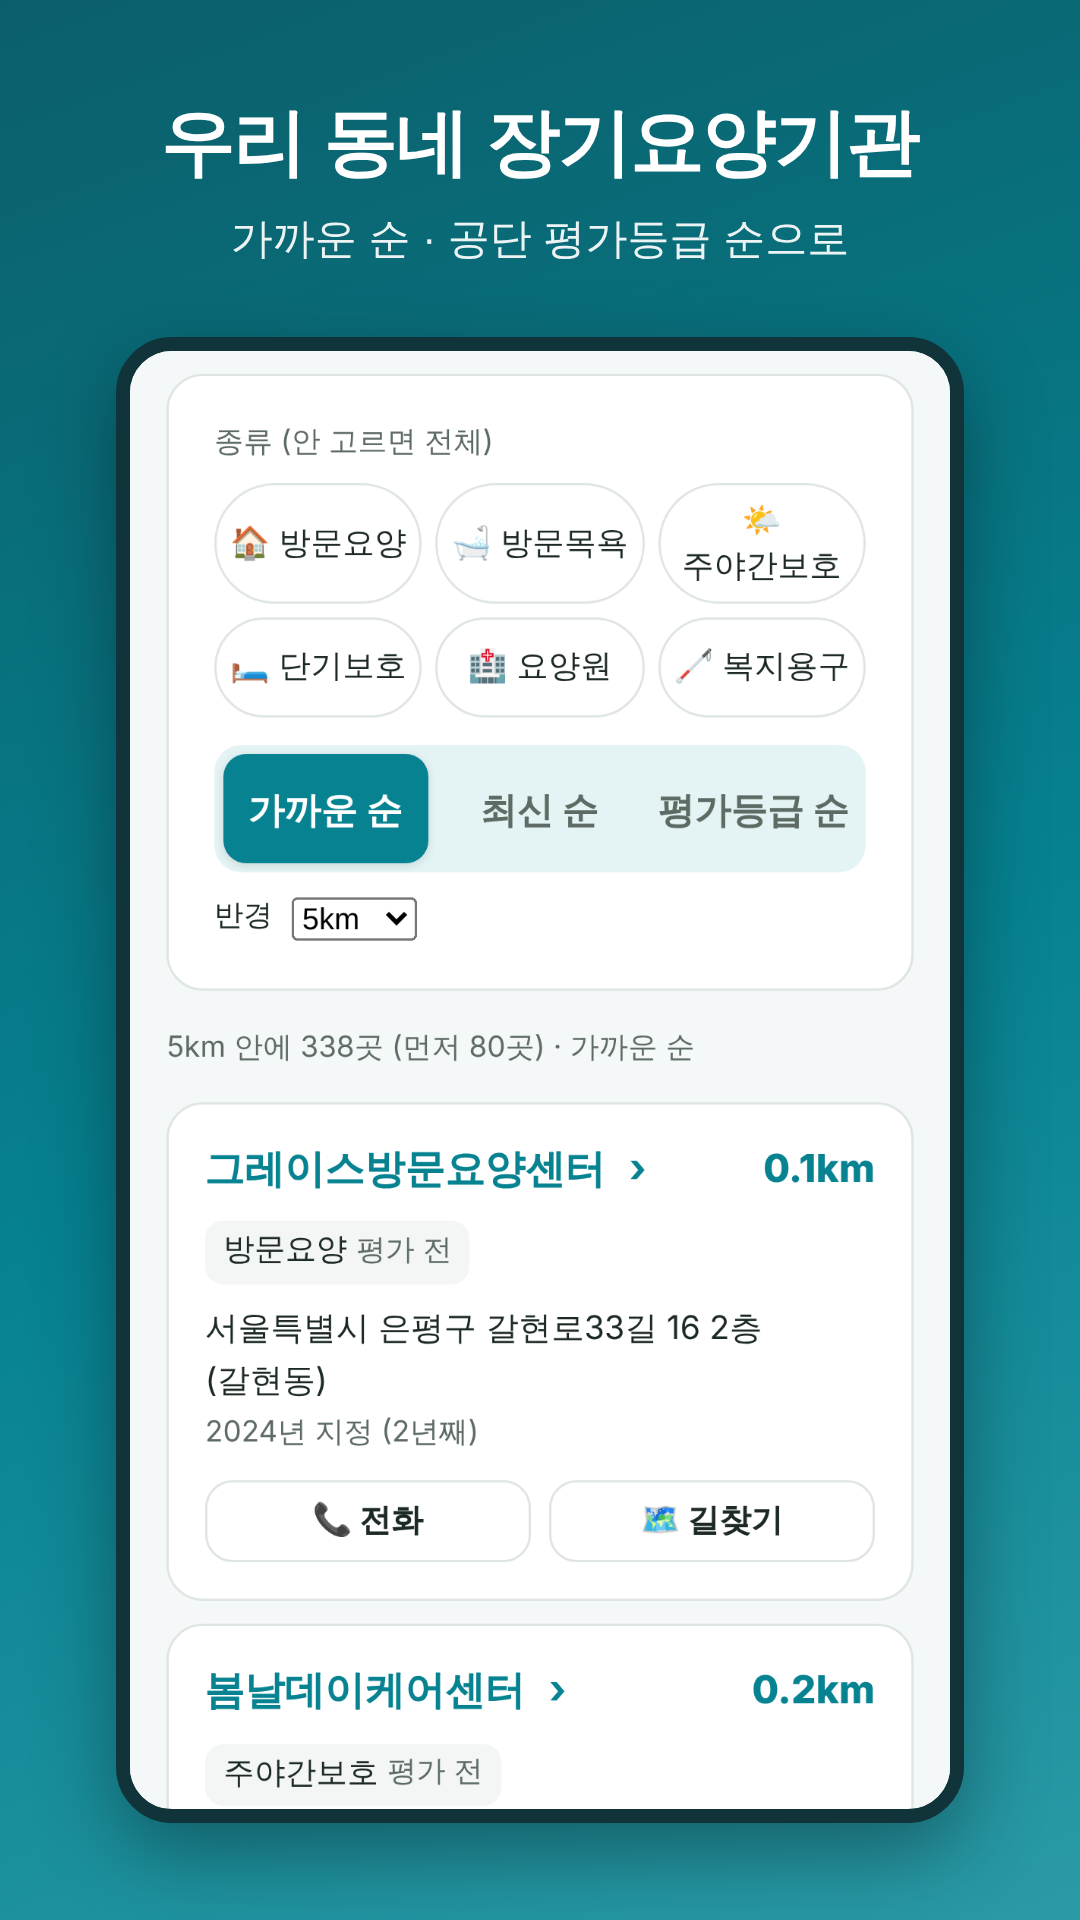 우리 동네 장기요양기관
가까운 순 · 공단 평가등급 순으로
종류 (안 고르면 전체)
🏠 방문요양
🛁 방문목욕
🌤️
주야간보호
🛏️ 단기보호
🏥 요양원
🦯 복지용구
가까운 순
최신 순
평가등급 순
반경 5km
5km 안에 338곳 (먼저 80곳) · 가까운 순
그레이스방문요양센터 › 0.1km
방문요양 평가 전
서울특별시 은평구 갈현로33길 16 2층
(갈현동)
2024년 지정 (2년째)
📞 전화
🗺️ 길찾기
봄날데이케어센터 › 0.2km
주야간보호 평가 전